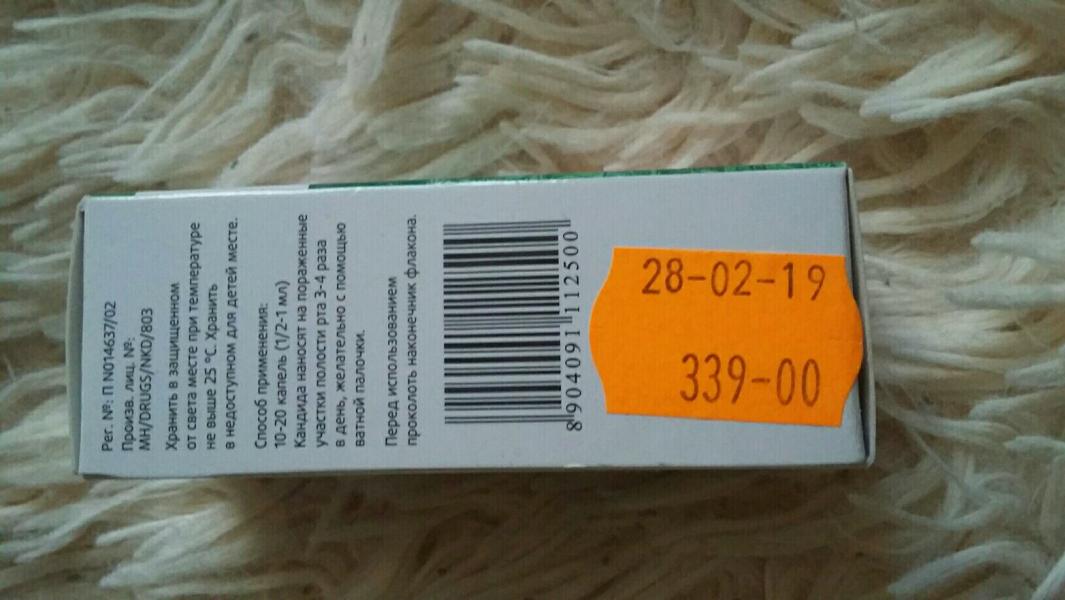 Рег. №: П N014637/02
Произв. лиц. №:
MH/DRUGS/NKD/803
Хранить в защищенном
от света месте при температуре
не выше 25 °C. Хранить
в недоступном для детей месте.
Способ применения:
10-20 капель (1/2-1 мл)
Кандида наносят на пораженные
участки полости рта 3-4 раза
в день, желательно с помощью
ватной палочки.
Перед использованием
проколоть наконечник флакона.
8 904091 112500
28-02-19
339-00